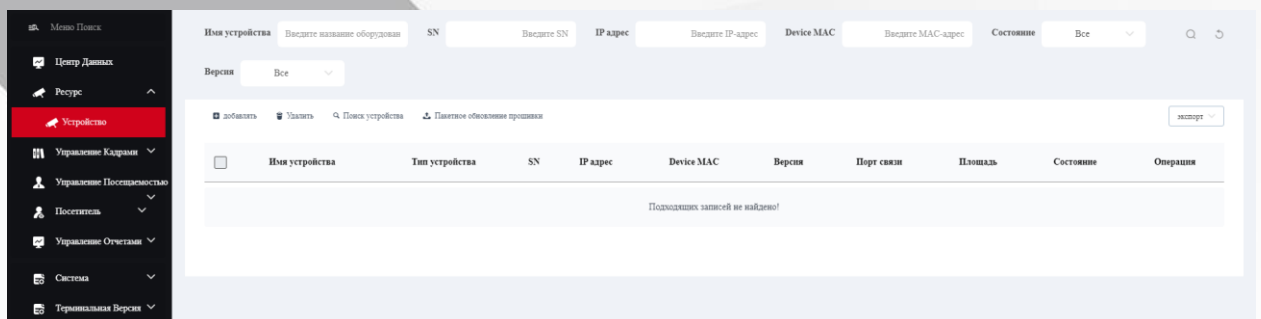 Меню Поиск
Центр Данных
Ресурс
Устройство
Управление Кадрами
Управление Посещаемостью
Посетитель
Управление Отчетами
Система
Терминальная Версия
Имя устройства Введите название оборудован SN Введите SN IP адрес Введите IP-адрес Device MAC Введите MAC-адрес Состояние Все
Версия Все
добавлять Удалить Поиск устройства Пакетное обновление прошивки экспорт
Имя устройства Тип устройства SN IP адрес Device MAC Версия Порт связи Площадь Состояние Операция
Подходящих записей не найдено!